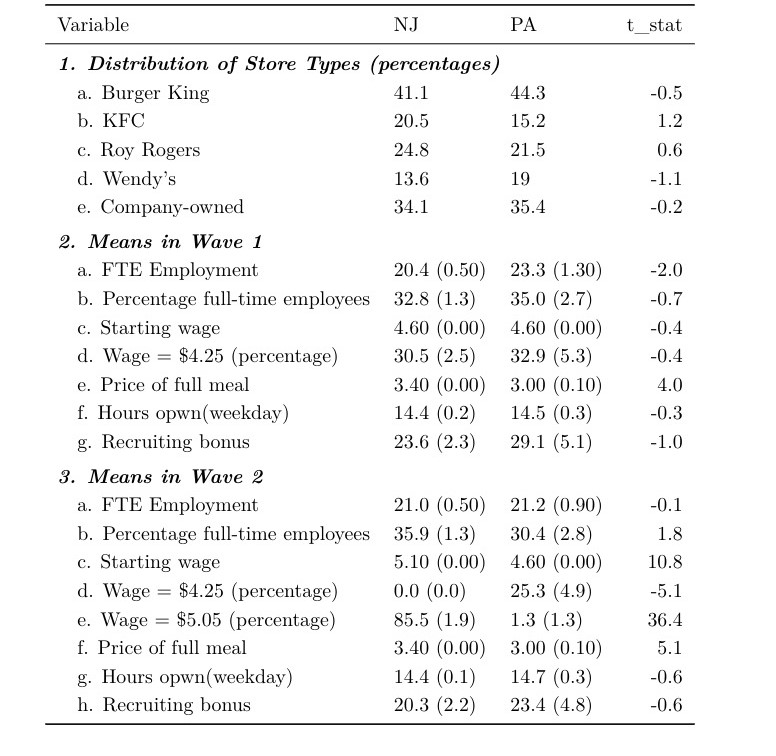 Variable NJ PA t_stat
1. Distribution of Store Types (percentages)
a. Burger King 41.1 44.3 -0.5
b. KFC 20.5 15.2 1.2
c. Roy Rogers 24.8 21.5 0.6
d. Wendy's 13.6 19 -1.1
e. Company-owned 34.1 35.4 -0.2
2. Means in Wave 1
a. FTE Employment 20.4 (0.50) 23.3 (1.30) -2.0
b. Percentage full-time employees 32.8 (1.3) 35.0 (2.7) -0.7
c. Starting wage 4.60 (0.00) 4.60 (0.00) -0.4
d. Wage = $4.25 (percentage) 30.5 (2.5) 32.9 (5.3) -0.4
e. Price of full meal 3.40 (0.00) 3.00 (0.10) 4.0
f. Hours opwn(weekday) 14.4 (0.2) 14.5 (0.3) -0.3
g. Recruiting bonus 23.6 (2.3) 29.1 (5.1) -1.0
3. Means in Wave 2
a. FTE Employment 21.0 (0.50) 21.2 (0.90) -0.1
b. Percentage full-time employees 35.9 (1.3) 30.4 (2.8) 1.8
c. Starting wage 5.10 (0.00) 4.60 (0.00) 10.8
d. Wage = $4.25 (percentage) 0.0 (0.0) 25.3 (4.9) -5.1
e. Wage = $5.05 (percentage) 85.5 (1.9) 1.3 (1.3) 36.4
f. Price of full meal 3.40 (0.00) 3.00 (0.10) 5.1
g. Hours opwn(weekday) 14.4 (0.1) 14.7 (0.3) -0.6
h. Recruiting bonus 20.3 (2.2) 23.4 (4.8) -0.6